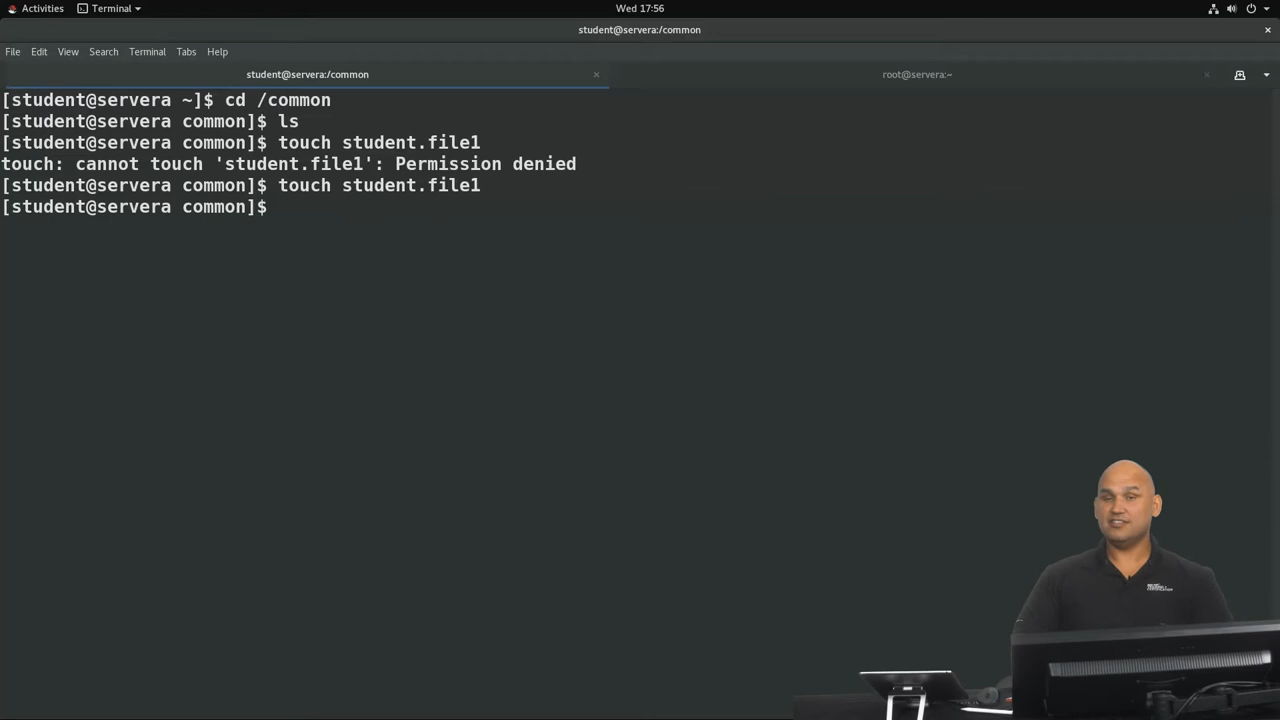 Activities Terminal Wed 17:56
student@servera:/common
File Edit View Search Terminal Tabs Help
student@servera:/common root@servera:~
[student@servera ~]$ cd /common
[student@servera common]$ ls
[student@servera common]$ touch student.file1
touch: cannot touch 'student.file1': Permission denied
[student@servera common]$ touch student.file1
[student@servera common]$